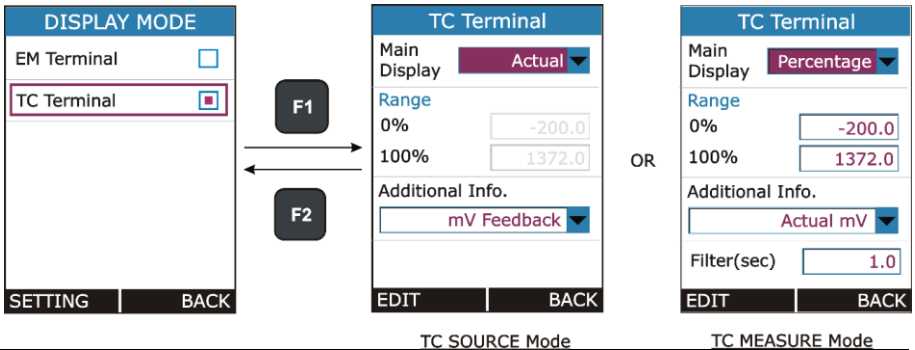 DISPLAY MODE
EM Terminal
TC Terminal
SETTING BACK
F1
F2
TC Terminal
Main
Display Actual
Range
0% -200.0
100% 1372.0
Additional Info.
mV Feedback
EDIT BACK
TC SOURCE Mode
OR
TC Terminal
Main
Display Percentage
Range
0% -200.0
100% 1372.0
Additional Info.
Actual mV
Filter(sec) 1.0
EDIT BACK
TC MEASURE Mode